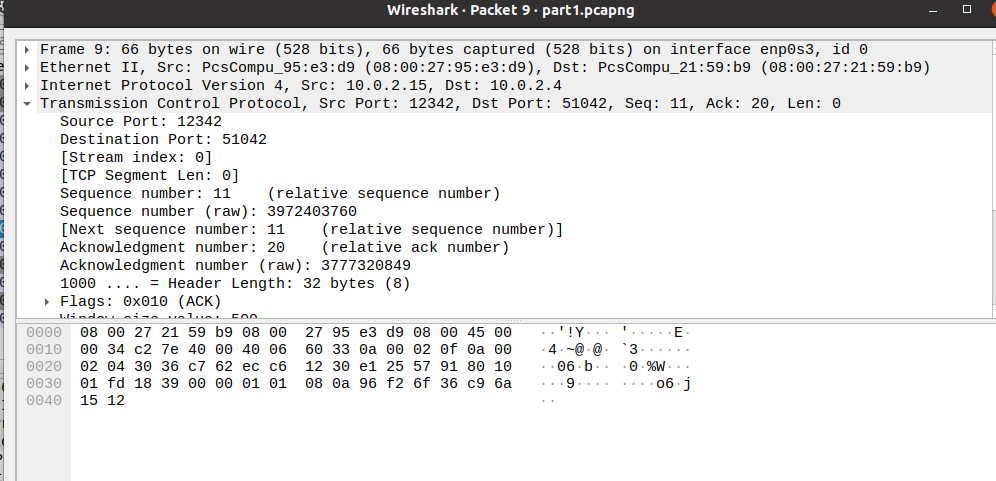 Wireshark · Packet 9 · part1.pcapng
Frame 9: 66 bytes on wire (528 bits), 66 bytes captured (528 bits) on interface enp0s3, id 0
Ethernet II, Src: PcsCompu_95:e3:d9 (08:00:27:95:e3:d9), Dst: PcsCompu_21:59:b9 (08:00:27:21:59:b9)
Internet Protocol Version 4, Src: 10.0.2.15, Dst: 10.0.2.4
Transmission Control Protocol, Src Port: 12342, Dst Port: 51042, Seq: 11, Ack: 20, Len: 0
Source Port: 12342
Destination Port: 51042
[Stream index: 0]
[TCP Segment Len: 0]
Sequence number: 11    (relative sequence number)
Sequence number (raw): 3972403760
[Next sequence number: 11    (relative sequence number)]
Acknowledgment number: 20    (relative ack number)
Acknowledgment number (raw): 3777320849
1000 .... = Header Length: 32 bytes (8)
Flags: 0x010 (ACK)
Window size value: 509
0000 08 00 27 21 59 b9 08 00 27 95 e3 d9 08 00 45 00 ··'!Y··· '·····E·
0010 00 34 c2 7e 40 00 40 06 60 33 0a 00 02 0f 0a 00 ·4·~@·@· `3······
0020 02 04 30 36 c7 62 ec c6 12 30 e1 25 57 91 80 10 ··06·b·· ·0·%W···
0030 01 fd 18 39 00 00 01 01 08 0a 96 f2 6f 36 c9 6a ···9···· ····o6·j
0040 15 12 ··